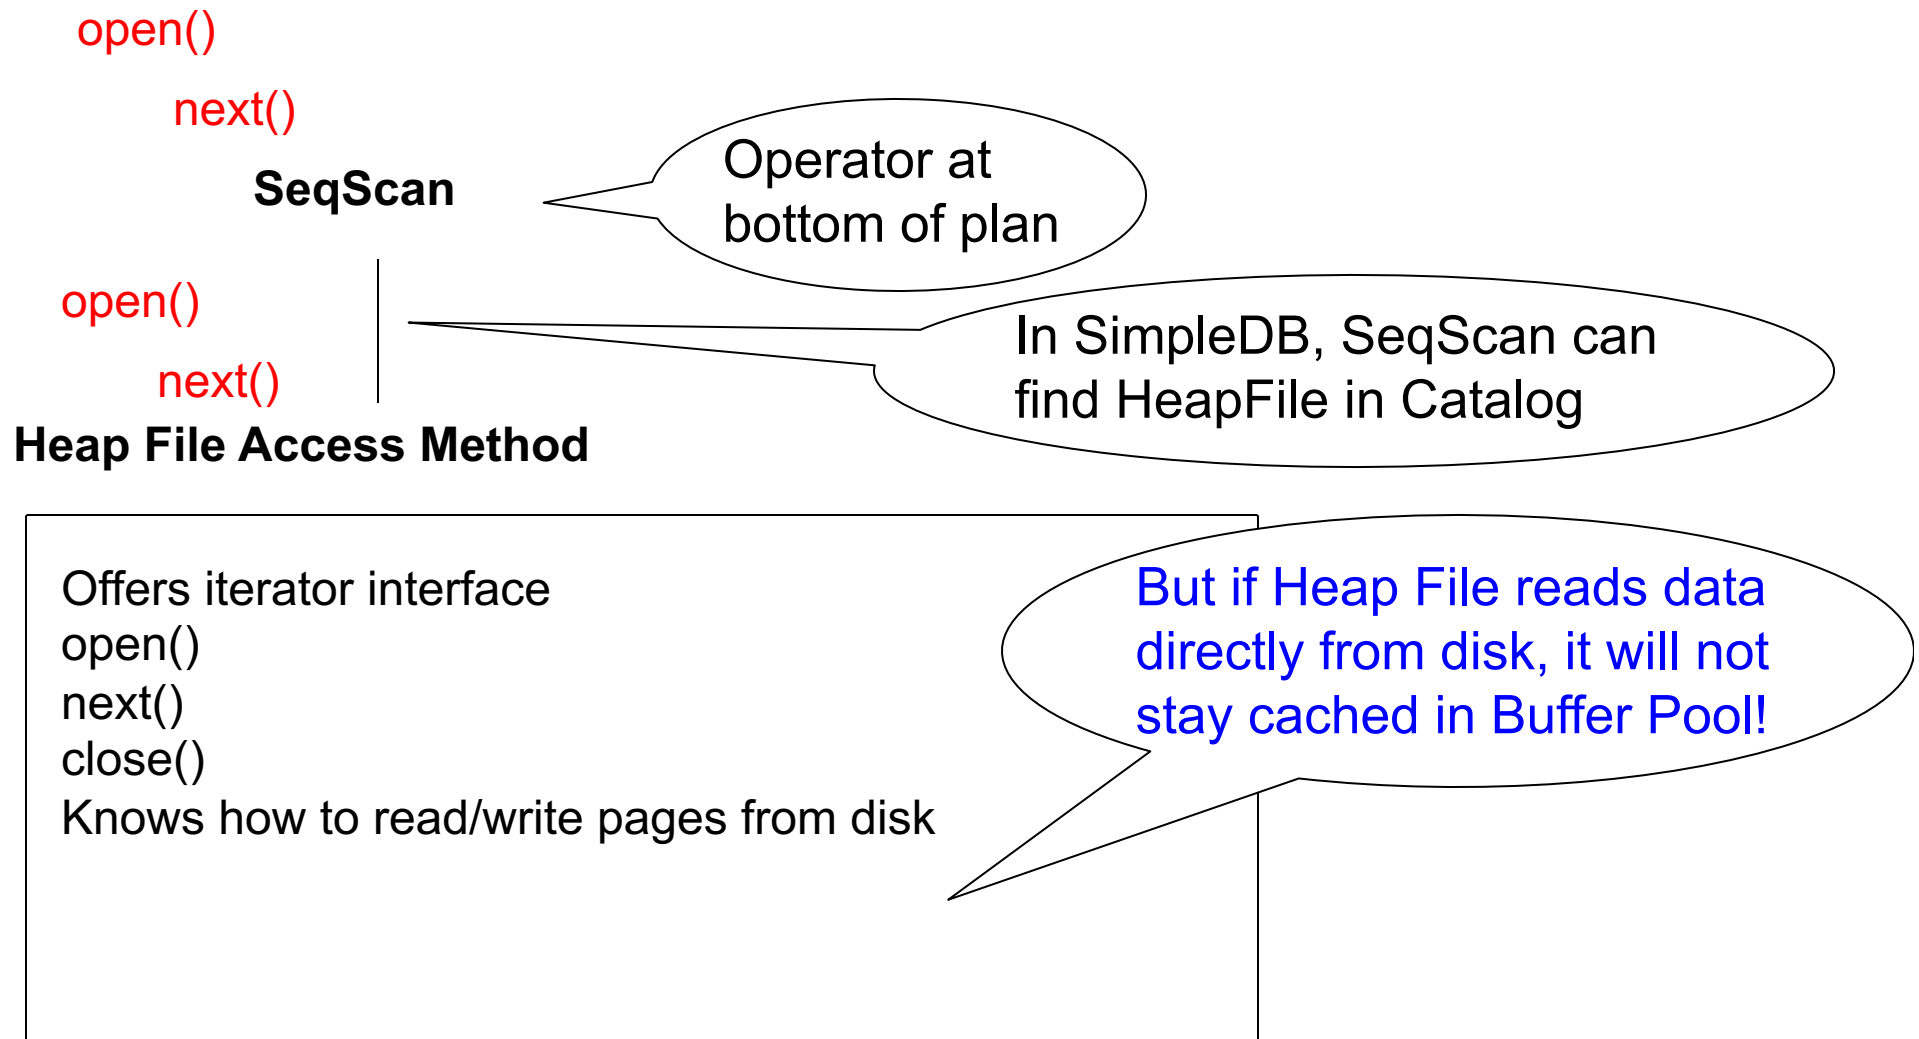 open()
next()
SeqScan
Operator at
bottom of plan
open()
next()
In SimpleDB, SeqScan can
find HeapFile in Catalog
Heap File Access Method
Offers iterator interface
open()
next()
close()
Knows how to read/write pages from disk
But if Heap File reads data
directly from disk, it will not
stay cached in Buffer Pool!